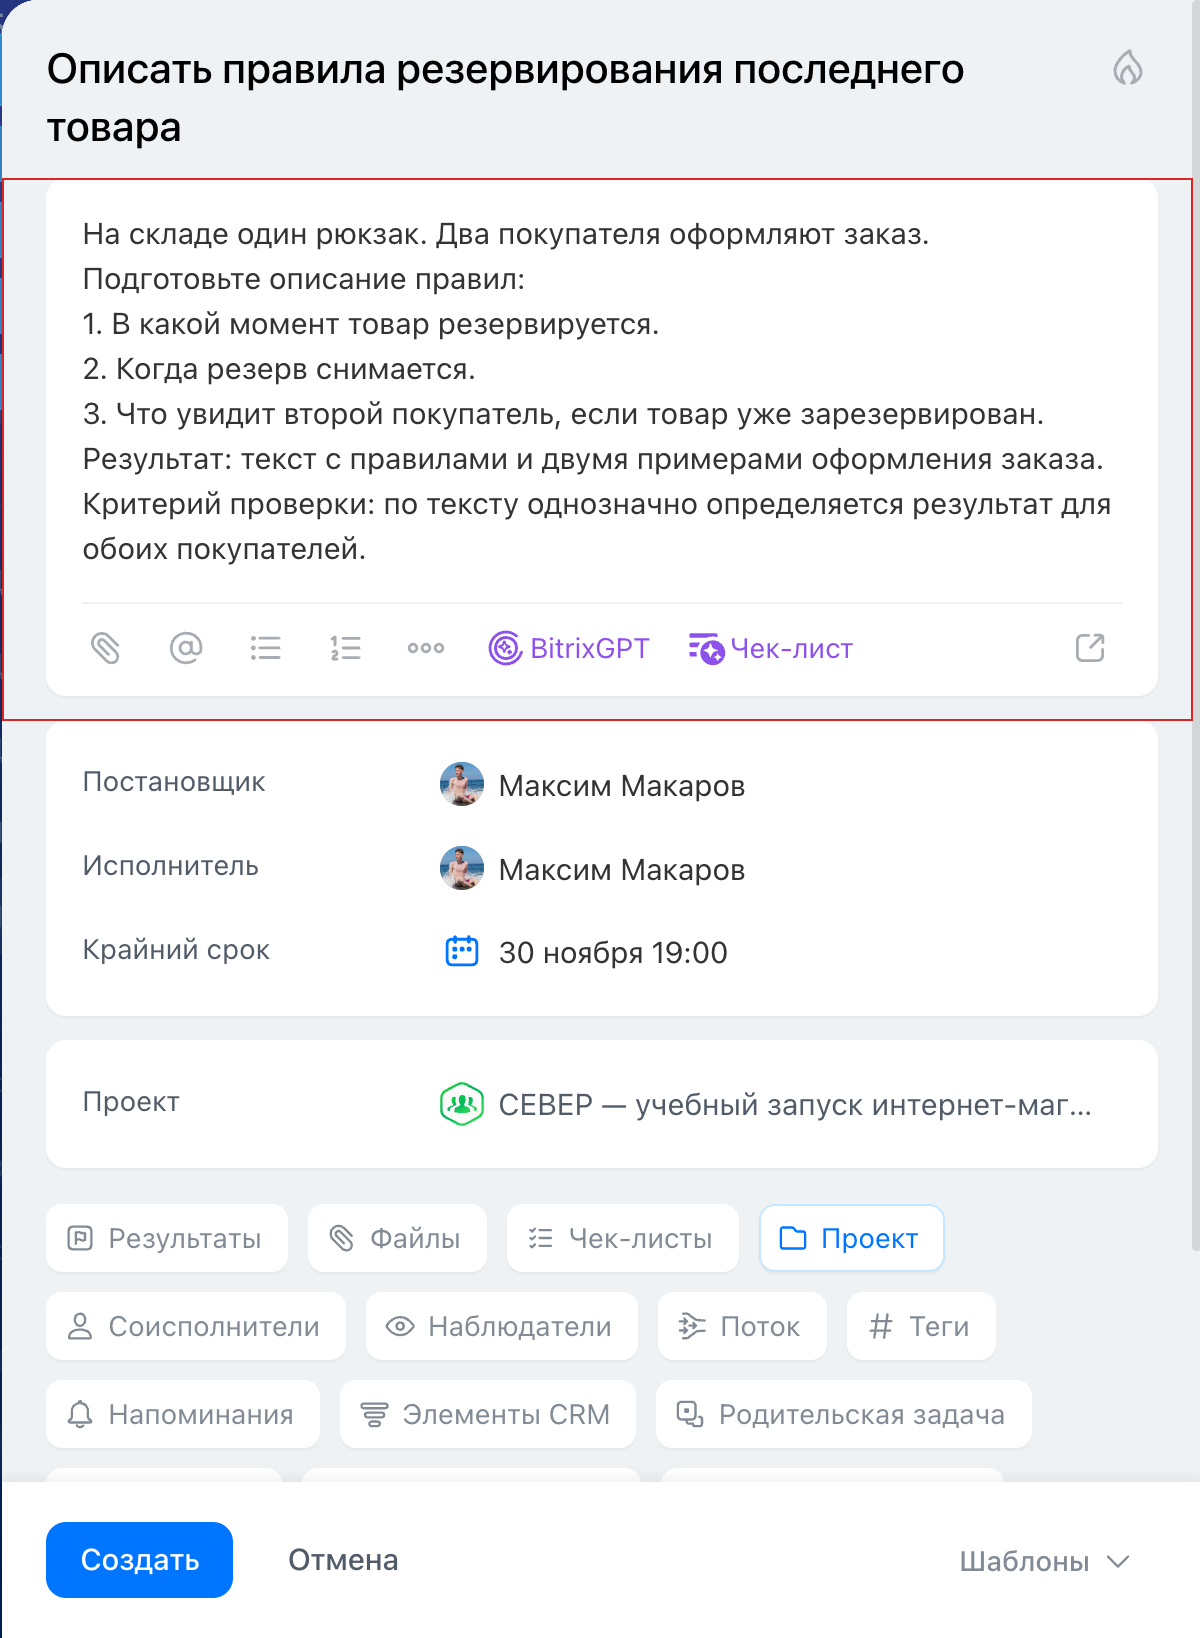 Описать правила резервирования последнего
товара
На складе один рюкзак. Два покупателя оформляют заказ.
Подготовьте описание правил:
1. В какой момент товар резервируется.
2. Когда резерв снимается.
3. Что увидит второй покупатель, если товар уже зарезервирован.
Результат: текст с правилами и двумя примерами оформления заказа.
Критерий проверки: по тексту однозначно определяется результат для
обоих покупателей.
BitrixGPT Чек-лист
Постановщик Максим Макаров
Исполнитель Максим Макаров
Крайний срок 30 ноября 19:00
Проект СЕВЕР — учебный запуск интернет-маг...
Результаты Файлы Чек-листы Проект
Соисполнители Наблюдатели Поток Теги
Напоминания Элементы CRM Родительская задача
Создать Отмена Шаблоны